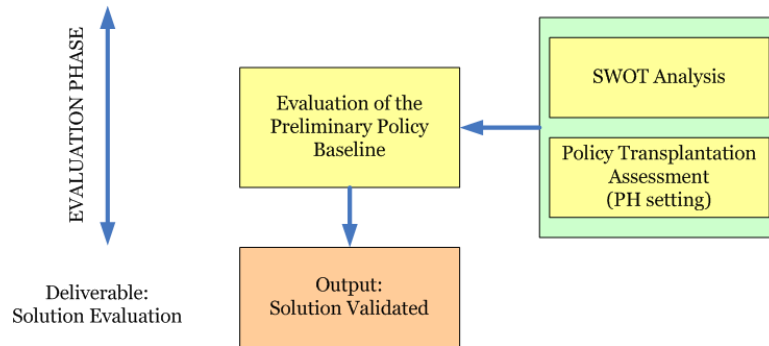 EVALUATION PHASE
Deliverable:
Solution Evaluation
Evaluation of the
Preliminary Policy
Baseline
Output:
Solution Validated
SWOT Analysis
Policy Transplantation
Assessment
(PH setting)